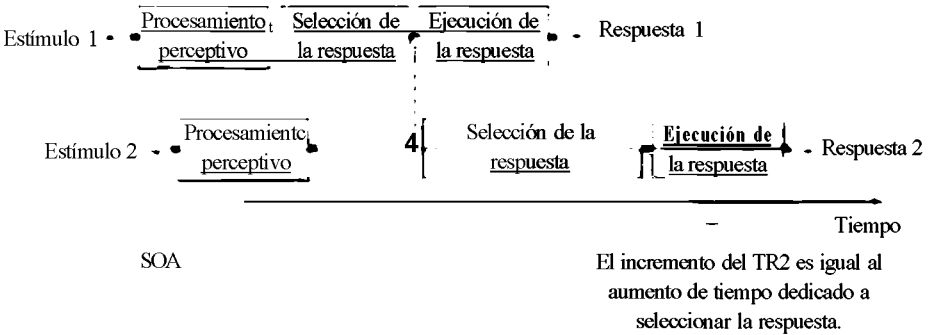 Estímulo 1
Procesamiento
perceptivo
Selección de
la respuesta
Ejecución de
la respuesta
Respuesta 1
Estímulo 2
Procesamiento
perceptivo
4
Selección de la
respuesta
Ejecución de
la respuesta
Respuesta 2
Tiempo
SOA
El incremento del TR2 es igual al
aumento de tiempo dedicado a
seleccionar la respuesta.